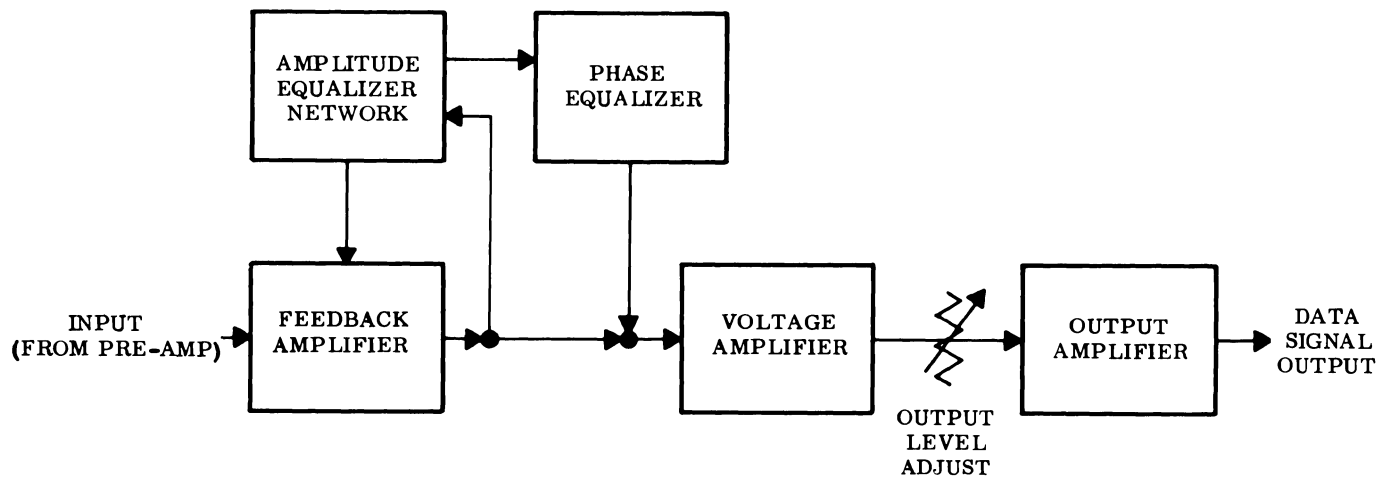 AMPLITUDE
EQUALIZER
NETWORK
PHASE
EQUALIZER
INPUT
(FROM PRE-AMP)
FEEDBACK
AMPLIFIER
VOLTAGE
AMPLIFIER
OUTPUT
LEVEL
ADJUST
OUTPUT
AMPLIFIER
DATA
SIGNAL
OUTPUT